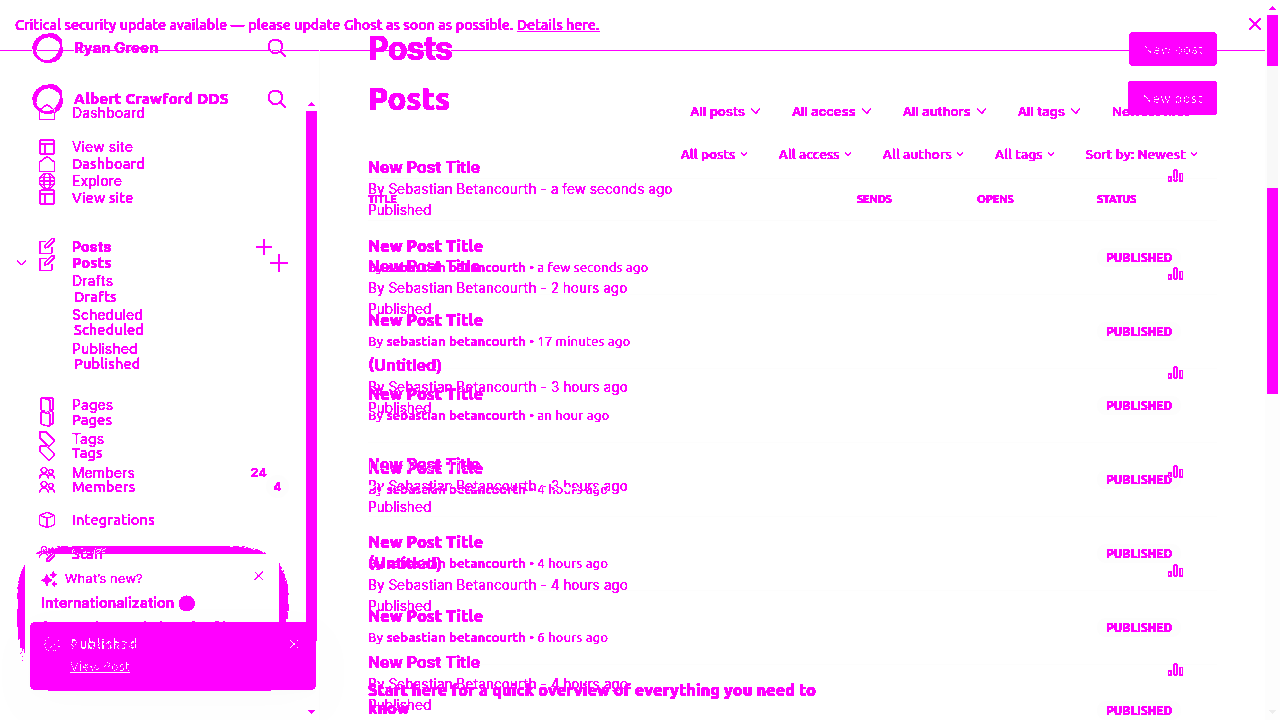 Critical security update available — please update Ghost as soon as possible. Details here.
Ryan Green
Posts
New post
Albert Crawford DDS
Posts
New post
Dashboard
All posts
All access
All authors
All tags
View site
Dashboard
All posts
All access
All authors
All tags
Sort by: Newest
New Post Title
Explore
By Sebastian Betancourth - a few seconds ago
View site
TITLE
SENDS
OPENS
STATUS
Published
Posts
New Post Title
Posts
New Post Title
• a few seconds ago
PUBLISHED
Drafts
By Sebastian Betancourth - 2 hours ago
Drafts
Published
Scheduled
New Post Title
Scheduled
PUBLISHED
Published
By sebastian betancourth • 17 minutes ago
Published
(Untitled)
By Sebastian Betancourth - 3 hours ago
New Post Title
Pages
Published
PUBLISHED
Pages
By sebastian betancourth • an hour ago
Tags
Tags
New Post Title
New Post Title
Members
24
Members
4
By Sebastian Betancourth - 3 hours ago
By sebastian betancourth • 4 hours ago
PUBLISHED
Published
Integrations
New Post Title
Staff
PUBLISHED
(Untitled)
By sebastian betancourth • 4 hours ago
What's new?
By Sebastian Betancourth - 4 hours ago
Internationalization
Published
New Post Title
PUBLISHED
By sebastian betancourth • 6 hours ago
Published
View Post
New Post Title
By Sebastian Betancourth - 4 hours ago
Start here for a quick overview of everything you need to
know
Published
PUBLISHED